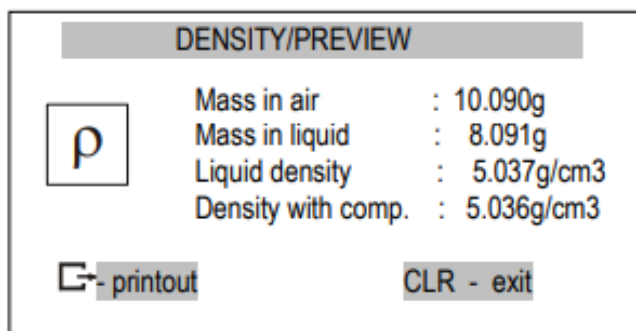 DENSITY/PREVIEW
ρ
Mass in air : 10.090g
Mass in liquid : 8.091g
Liquid density : 5.037g/cm3
Density with comp. : 5.036g/cm3
- printout CLR - exit